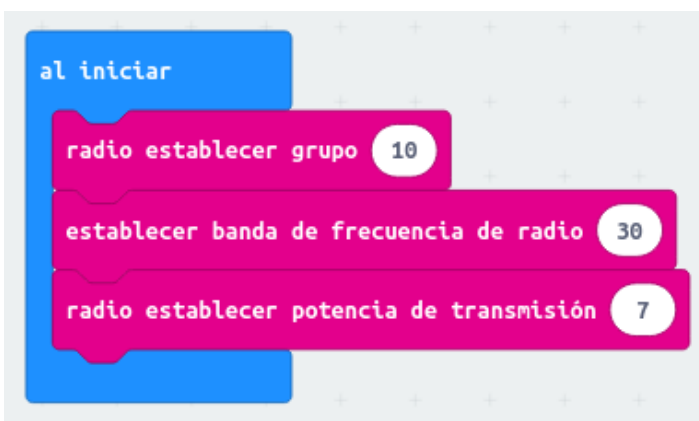 al iniciar
radio establecer grupo 10
establecer banda de frecuencia de radio 30
radio establecer potencia de transmisión 7